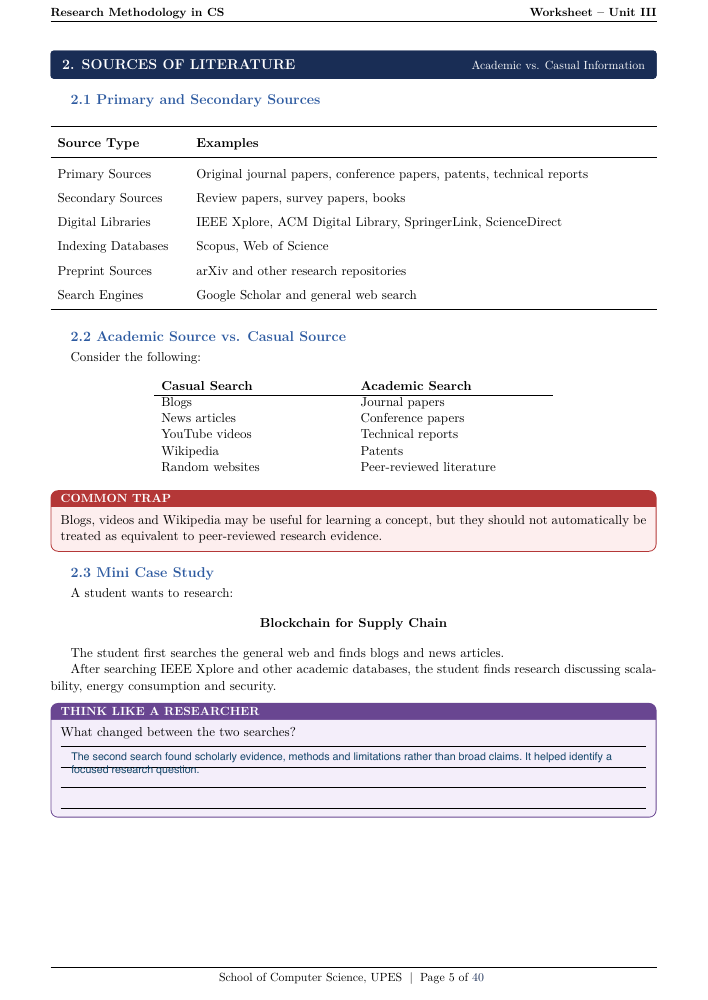 Research Methodology in CS Worksheet – Unit III
2. SOURCES OF LITERATURE Academic vs. Casual Information
2.1 Primary and Secondary Sources
Source Type Examples
Primary Sources Original journal papers, conference papers, patents, technical reports
Secondary Sources Review papers, survey papers, books
Digital Libraries IEEE Xplore, ACM Digital Library, SpringerLink, ScienceDirect
Indexing Databases Scopus, Web of Science
Preprint Sources arXiv and other research repositories
Search Engines Google Scholar and general web search
2.2 Academic Source vs. Casual Source
Consider the following:
Casual Search Academic Search
Blogs Journal papers
News articles Conference papers
YouTube videos Technical reports
Wikipedia Patents
Random websites Peer-reviewed literature
COMMON TRAP
Blogs, videos and Wikipedia may be useful for learning a concept, but they should not automatically be
treated as equivalent to peer-reviewed research evidence.
2.3 Mini Case Study
A student wants to research:
Blockchain for Supply Chain
The student first searches the general web and finds blogs and news articles.
After searching IEEE Xplore and other academic databases, the student finds research discussing scala-
bility, energy consumption and security.
THINK LIKE A RESEARCHER
What changed between the two searches?
The second search found scholarly evidence, methods and limitations rather than broad claims. It helped identify a
focused research question.
School of Computer Science, UPES | Page 5 of 40